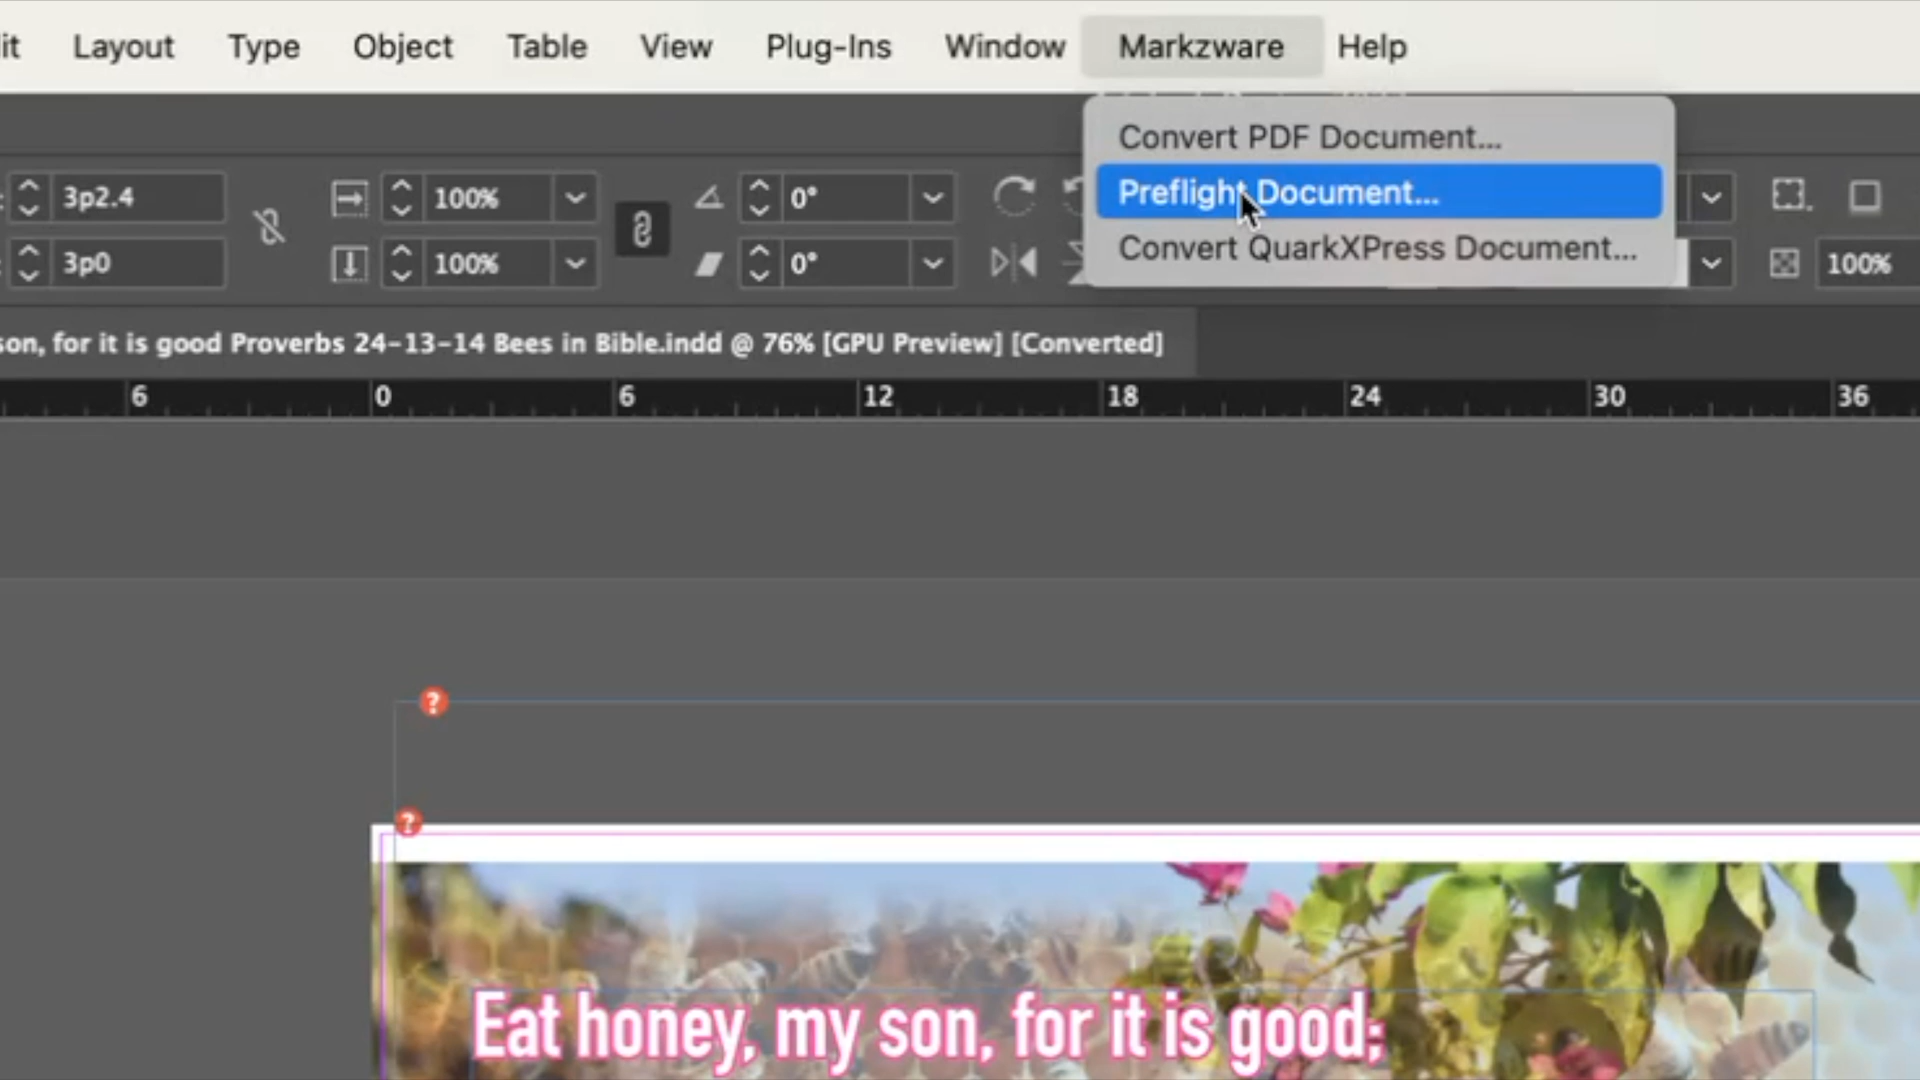 it Layout Type Object Table View Plug-Ins Window Markzware Help
Convert PDF Document...
Preflight Document...
Convert QuarkXPress Document...
3p2.4 100% 0°
3p0 100% 0° 100%
son, for it is good Proverbs 24-13-14 Bees in Bible.indd @ 76% [GPU Preview] [Converted]
6 0 6 12 18 24 30 36
?
?
Eat honey, my son, for it is good;